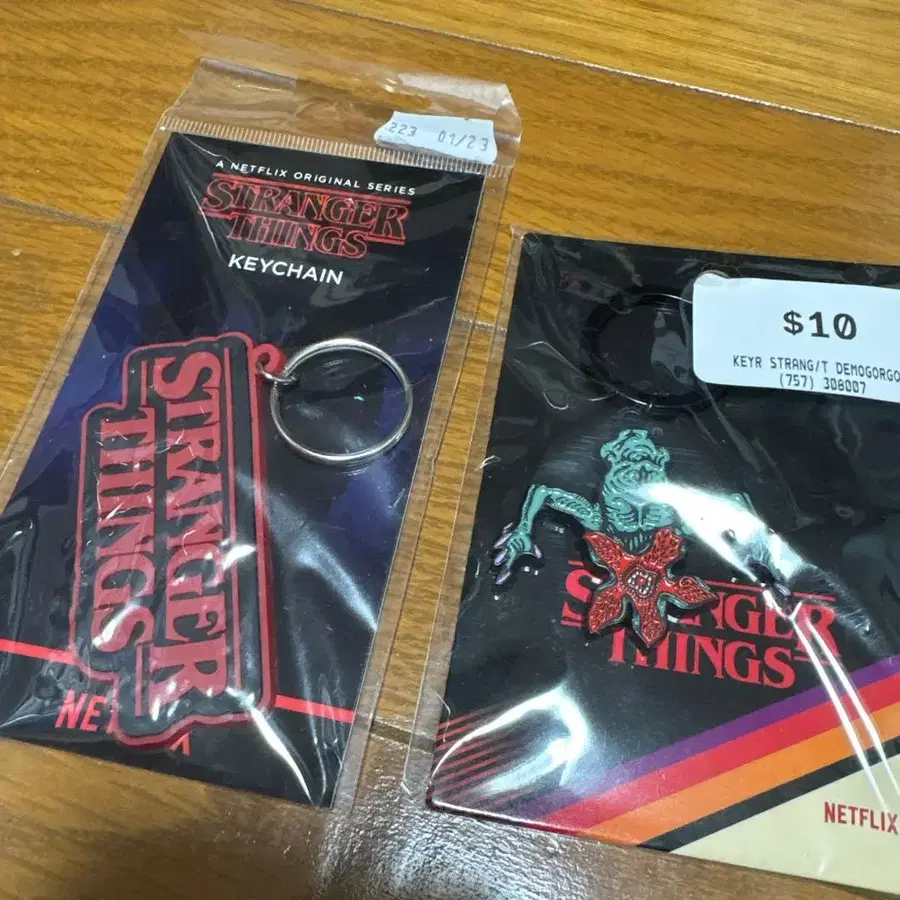 223 01/23
A NETFLIX ORIGINAL SERIES
STRANGER
THINGS
KEYCHAIN
STRANGER
THINGS
$10
KEYR STRANG/T DEMOGORGO
(757) 308007
THINGS
NETFLIX